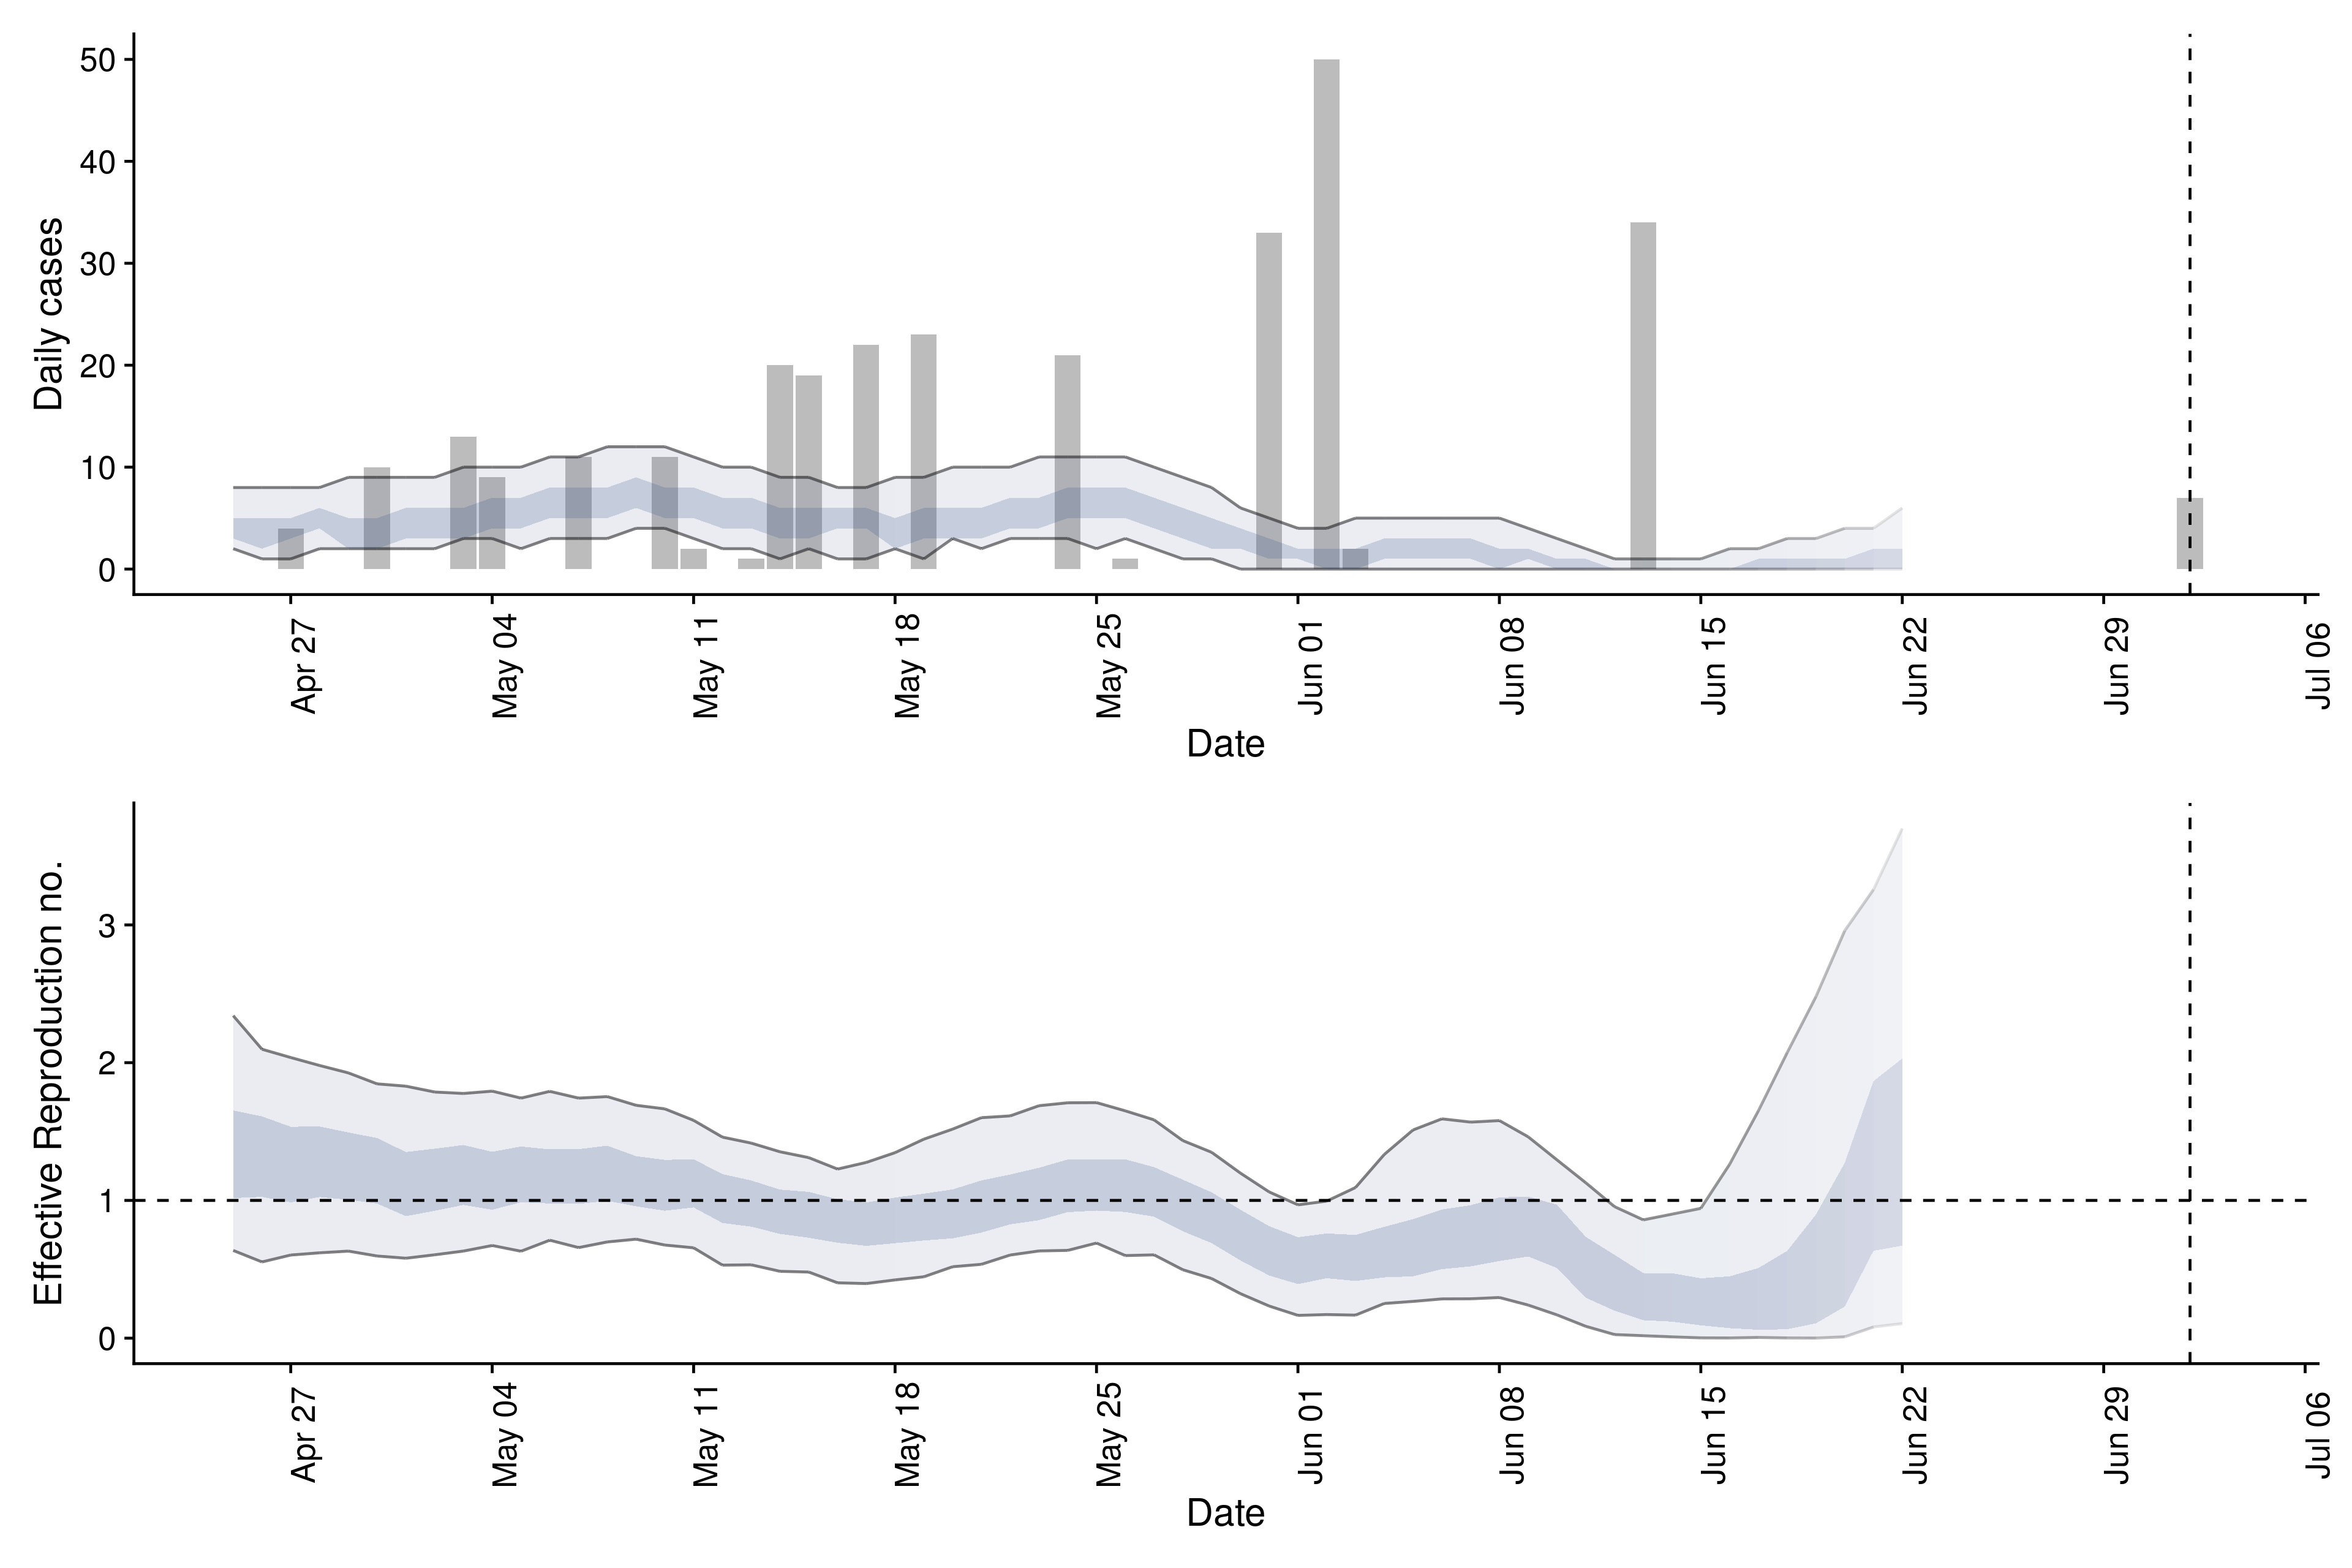 Daily cases
50
40
30
20
10
0
Apr 27
May 04
May 11
May 18
May 25
Jun 01
Jun 08
Jun 15
Jun 22
Jun 29
Jul 06
Date
Effective Reproduction no.
3
2
1
0
Apr 27
May 04
May 11
May 18
May 25
Jun 01
Jun 08
Jun 15
Jun 22
Jun 29
Jul 06
Date